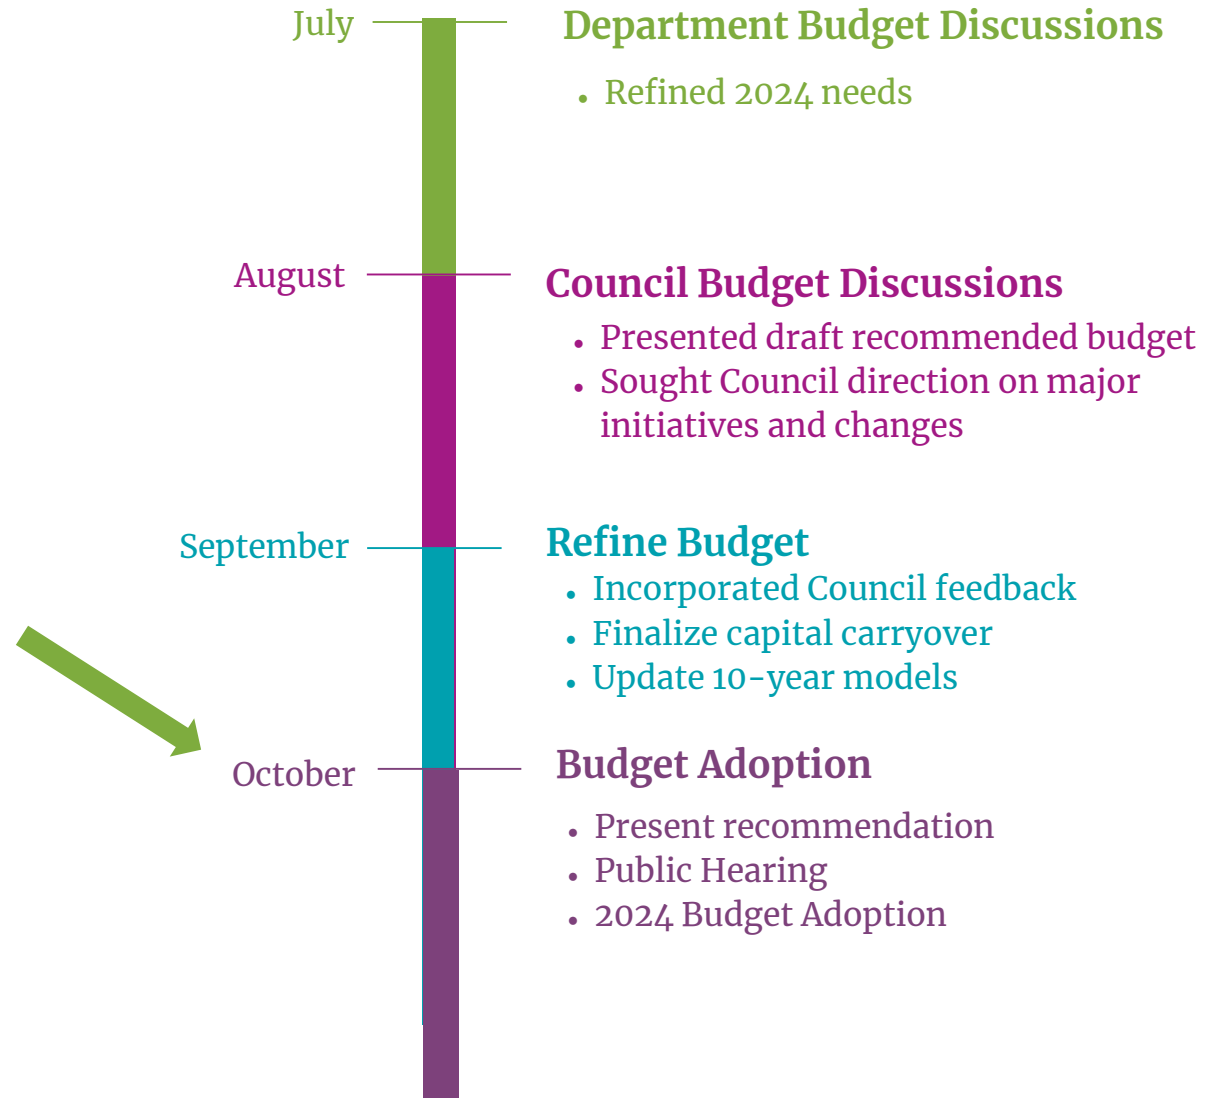 July
Department Budget Discussions
• Refined 2024 needs
August
Council Budget Discussions
• Presented draft recommended budget
• Sought Council direction on major
initiatives and changes
September
Refine Budget
• Incorporated Council feedback
• Finalize capital carryover
• Update 10-year models
October
Budget Adoption
• Present recommendation
• Public Hearing
• 2024 Budget Adoption